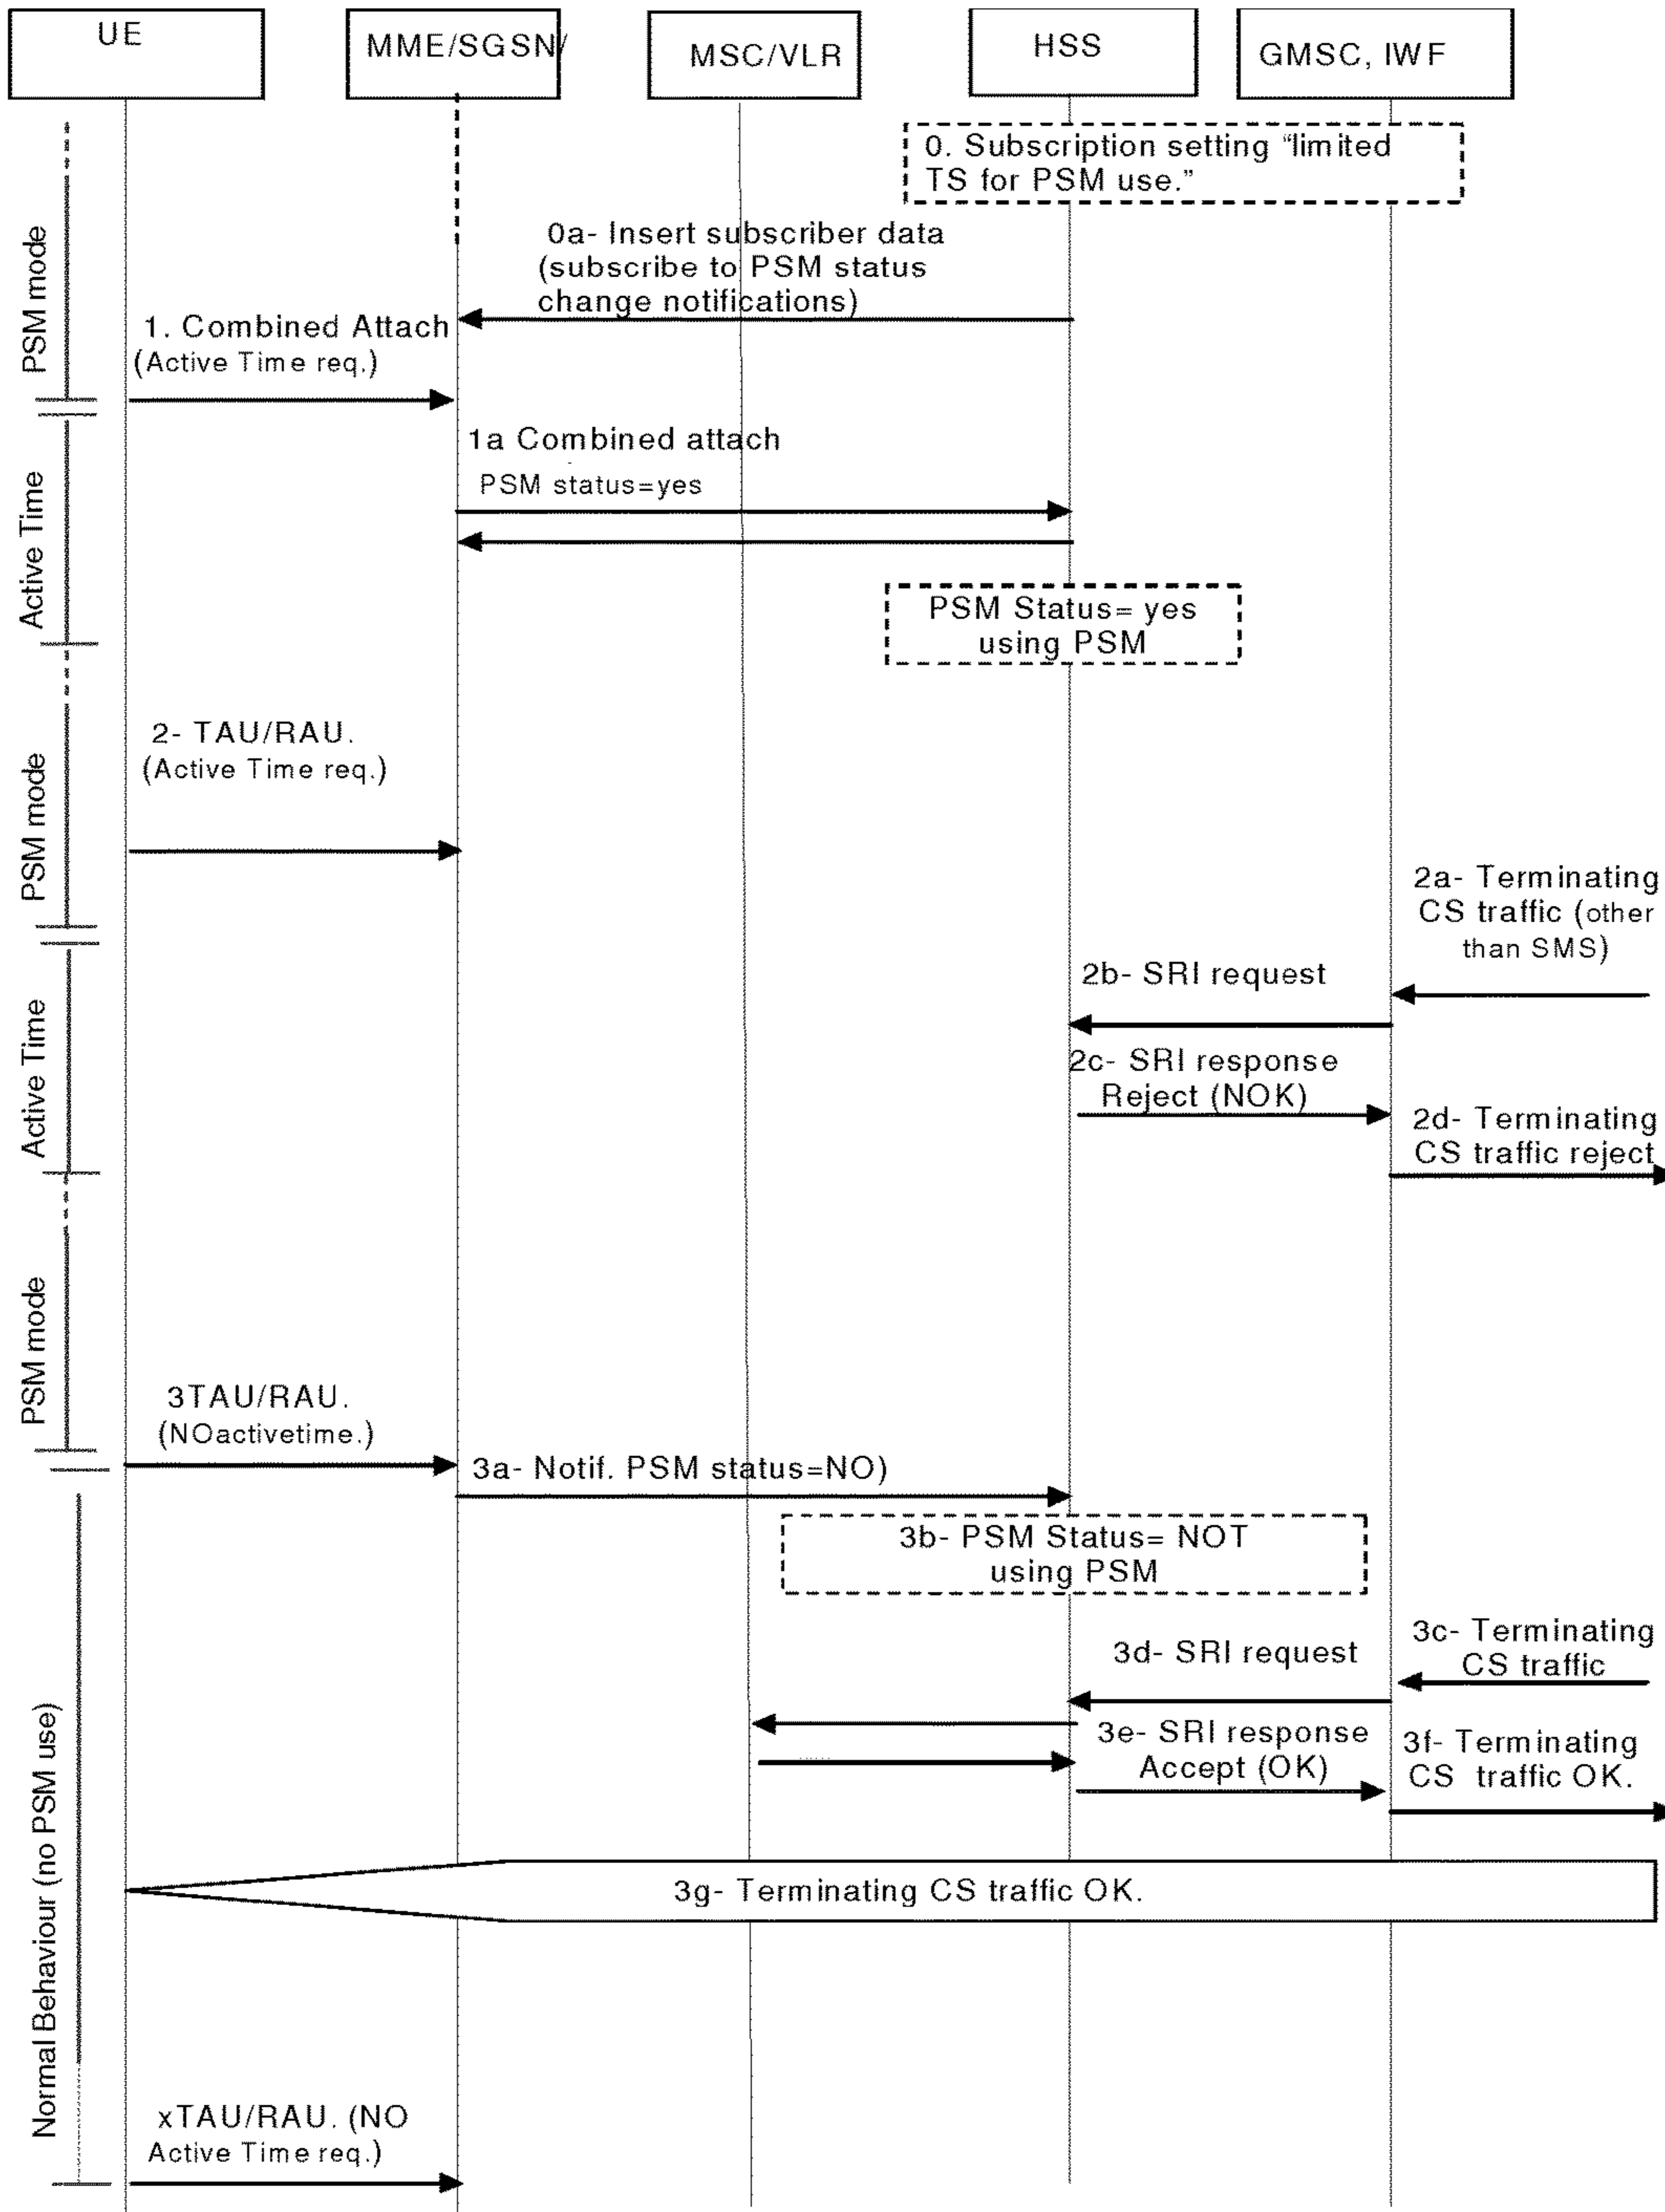 UE
MME/SGSN/
MSC/VLR
HSS
GMSC, IWF
0. Subscription setting “limited
TS for PSM use.”
PSM mode
0a- Insert subscriber data
(subscribe to PSM status
change notifications)
1. Combined Attach
(Active Time req.)
Active Time
1a Combined attach
PSM status=yes
PSM Status= yes
using PSM
PSM mode
2- TAU/RAU.
(Active Time req.)
2a- Terminating
CS traffic (other
than SMS)
Active Time
2b- SRI request
2c- SRI response
Reject (NOK)
2d- Terminating
CS traffic reject
PSM mode
3TAU/RAU.
(NOactivetime.)
3a- Notif. PSM status=NO)
3b- PSM Status= NOT
using PSM
Normal Behaviour (no PSM use)
3c- Terminating
CS traffic
3d- SRI request
3e- SRI response
Accept (OK)
3f- Terminating
CS traffic OK.
3g- Terminating CS traffic OK.
xTAU/RAU. (NO
Active Time req.)